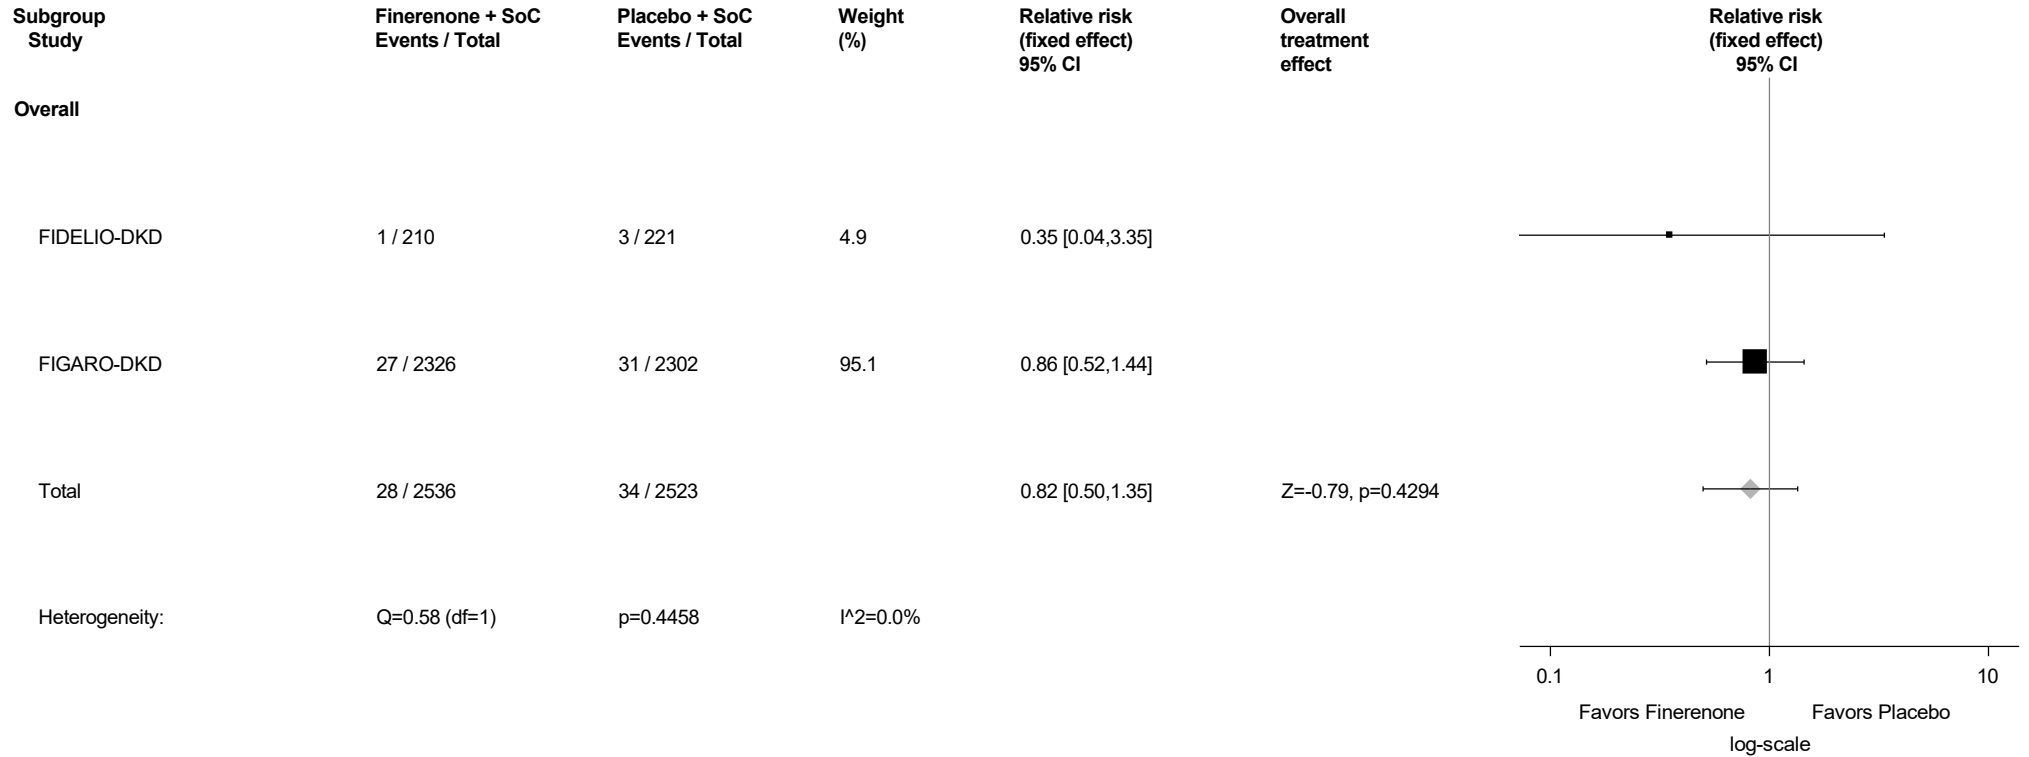 Subgroup Finerenone + SoC Placebo + SoC Weight Relative risk Overall Relative risk
Study Events / Total Events / Total (%) (fixed effect) treatment (fixed effect)
95% CI effect 95% CI
Overall
FIDELIO-DKD 1 / 210 3 / 221 4.9 0.35 [0.04,3.35]
FIGARO-DKD 27 / 2326 31 / 2302 95.1 0.86 [0.52,1.44]
Total 28 / 2536 34 / 2523 0.82 [0.50,1.35] Z=-0.79, p=0.4294
Heterogeneity: Q=0.58 (df=1) p=0.4458 I^2=0.0%
0.1 1 10
Favors Finerenone Favors Placebo
log-scale